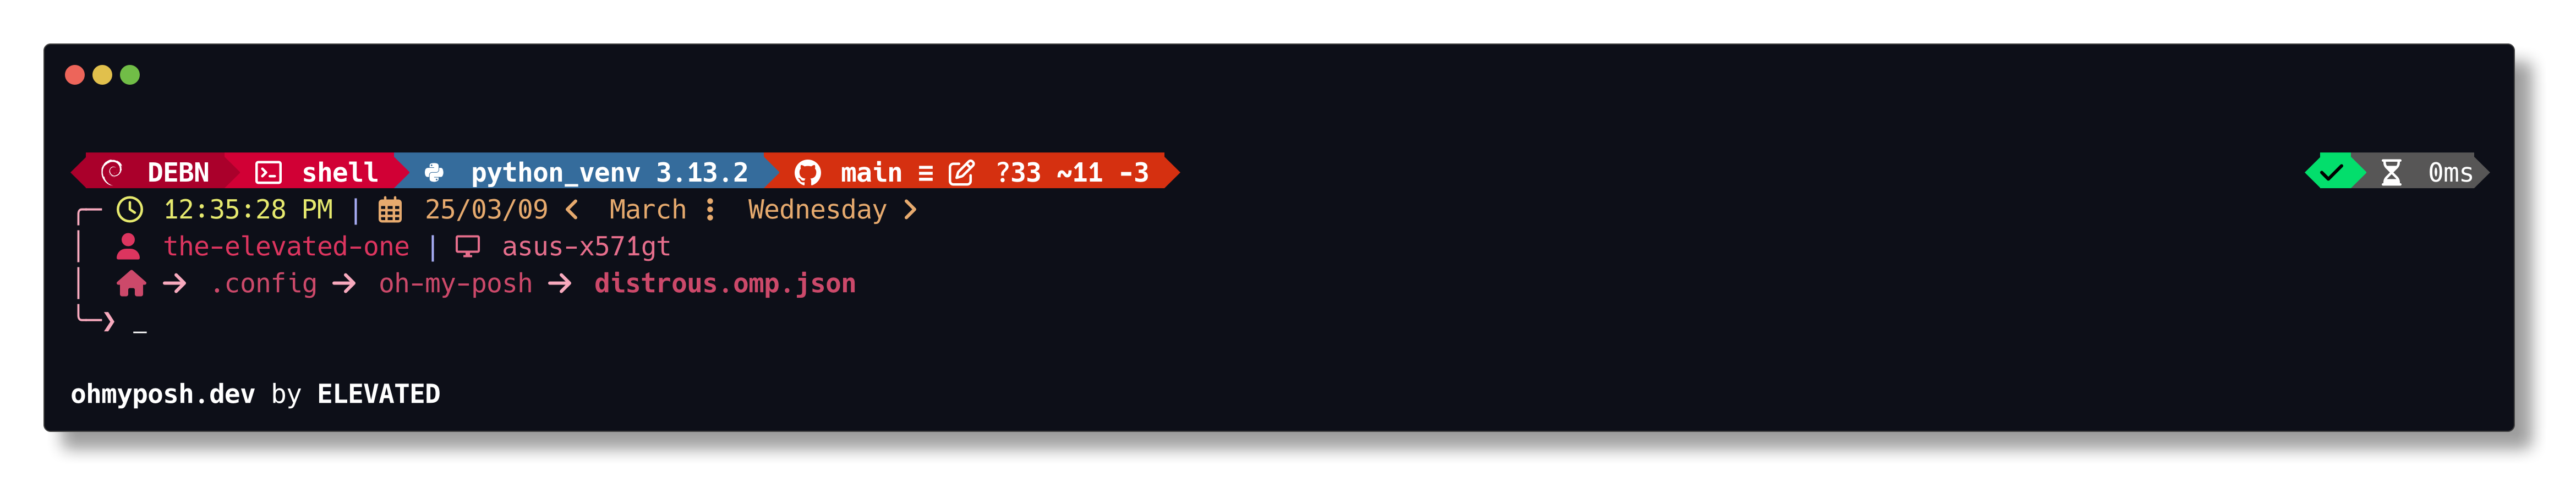 DEBN shell python_venv 3.13.2 main ≡ ?33 ~11 -3 0ms
12:35:28 PM | 25/03/09 < March ⋮ Wednesday >
the-elevated-one | asus-x571gt
→ .config → oh-my-posh → distrous.omp.json
❯ _
ohmyposh.dev by ELEVATED